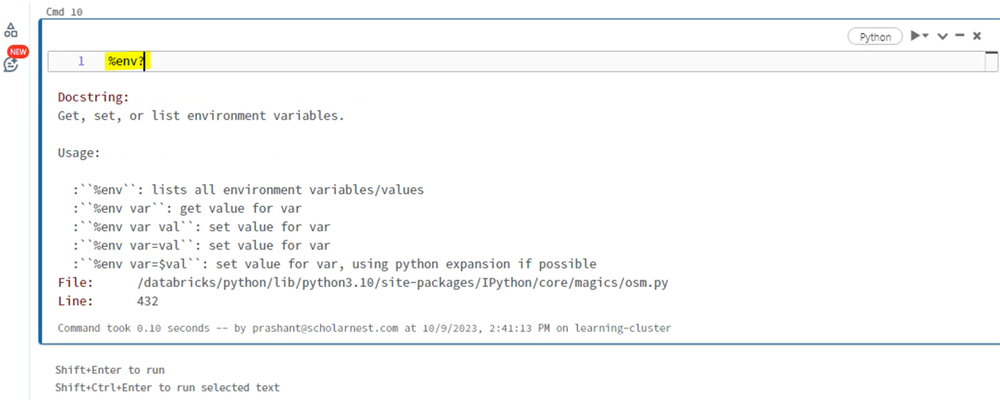 Cmd 10
Python
NEW
1 %env?
Docstring:
Get, set, or list environment variables.
Usage:
:``%env``: lists all environment variables/values
:``%env var``: get value for var
:``%env var val``: set value for var
:``%env var=val``: set value for var
:``%env var=$val``: set value for var, using python expansion if possible
File: /databricks/python/lib/python3.10/site-packages/IPython/core/magics/osm.py
Line: 432
Command took 0.10 seconds -- by prashant@scholarnest.com at 10/9/2023, 2:41:13 PM on learning-cluster
Shift+Enter to run
Shift+Ctrl+Enter to run selected text